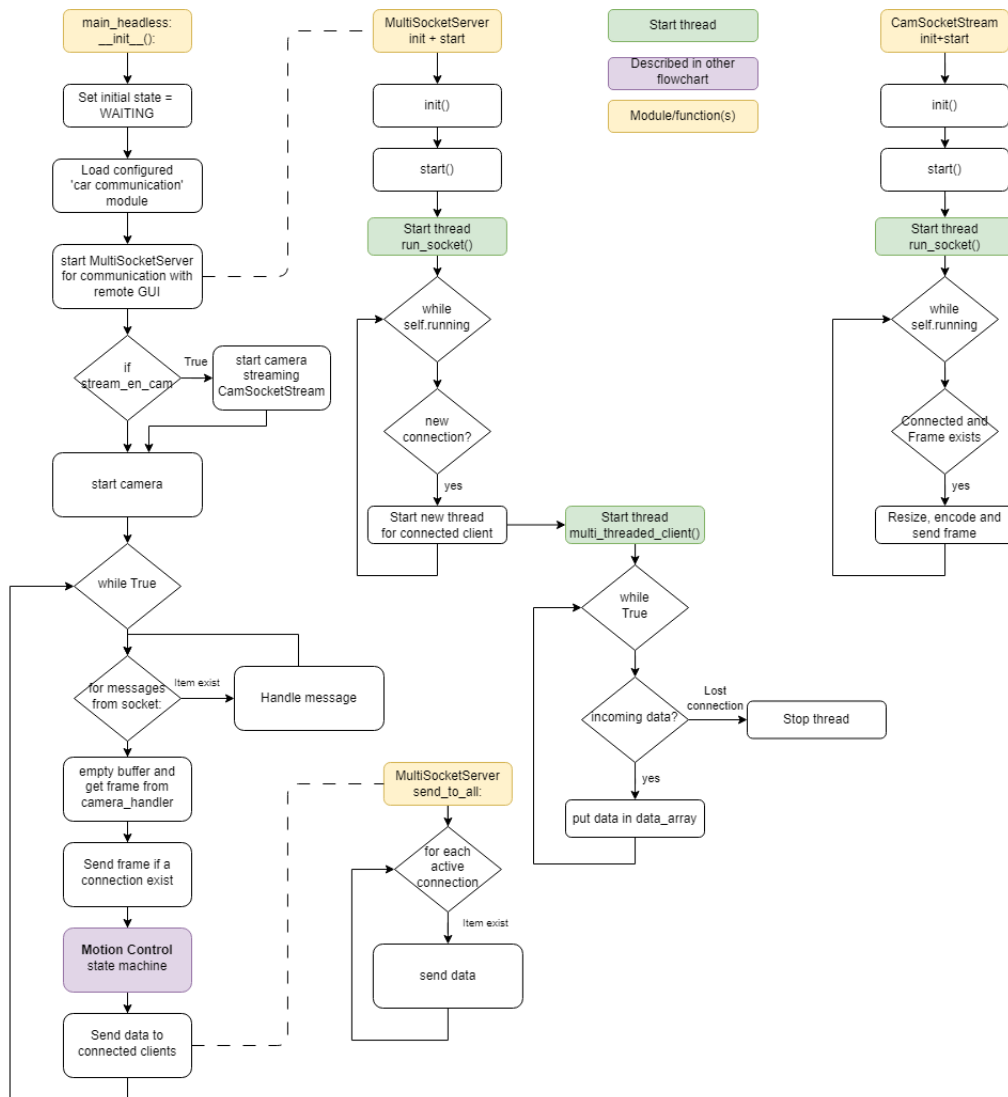 main_headless:
__init__():
Set initial state =
WAITING
Load configured
'car communication'
module
start MultiSocketServer
for communication with
remote GUI
if
stream_en_cam
True
start camera
streaming
CamSocketStream
start camera
while True
for messages
from socket:
Item exist
Handle message
empty buffer and
get frame from
camera_handler
Send frame if a
connection exist
Motion Control
state machine
Send data to
connected clients
MultiSocketServer
init + start
init()
start()
Start thread
run_socket()
while
self.running
new
connection?
yes
Start new thread
for connected client
Start thread
multi_threaded_client()
while
True
incoming data?
Lost
connection
Stop thread
yes
put data in data_array
MultiSocketServer
send_to_all:
for each
active
connection
Item exist
send data
Start thread
Described in other
flowchart
Module/function(s)
CamSocketStream
init+start
init()
start()
Start thread
run_socket()
while
self.running
Connected and
Frame exists
yes
Resize, encode and
send frame